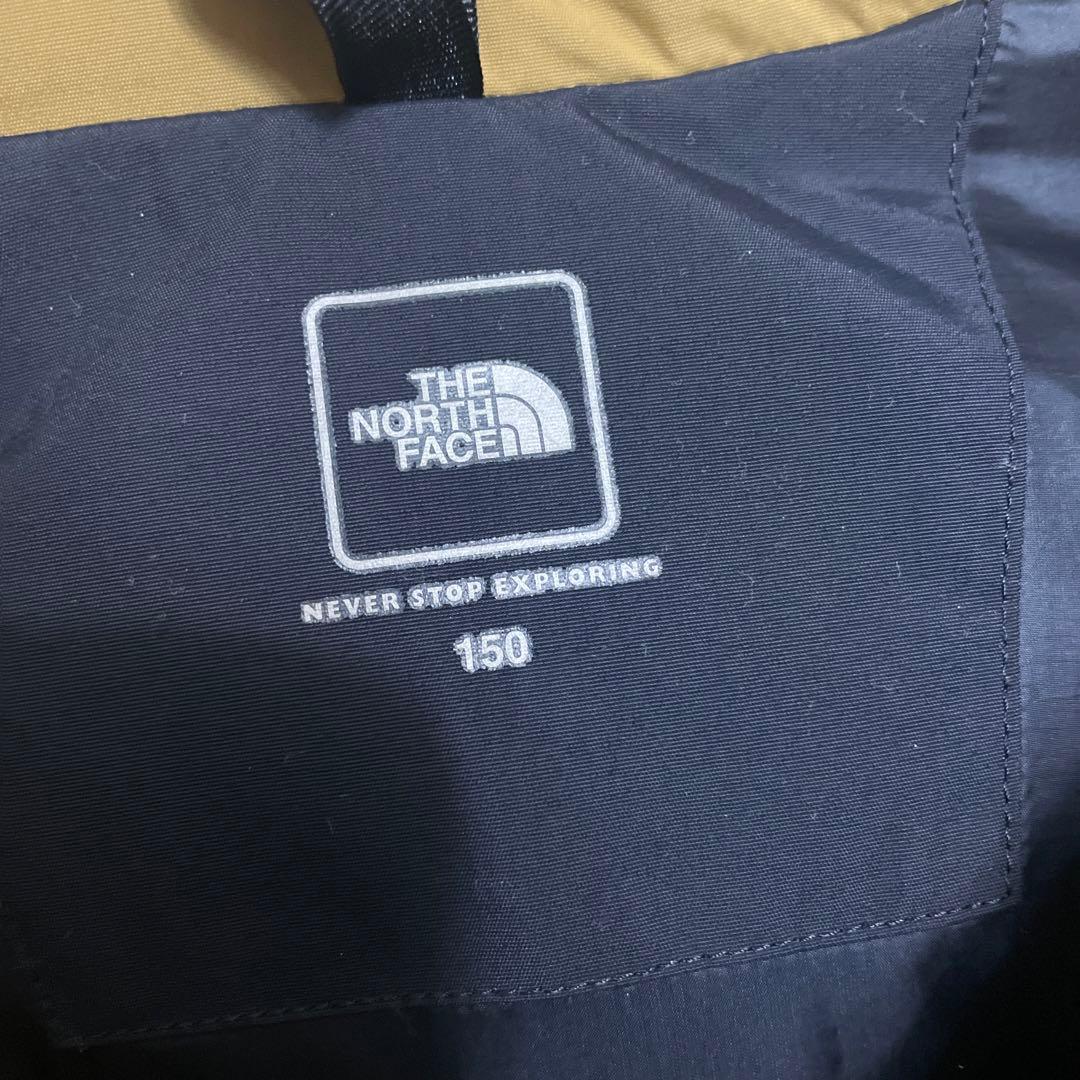 THE
NORTH
FACE
NEVER STOP EXPLORING
150